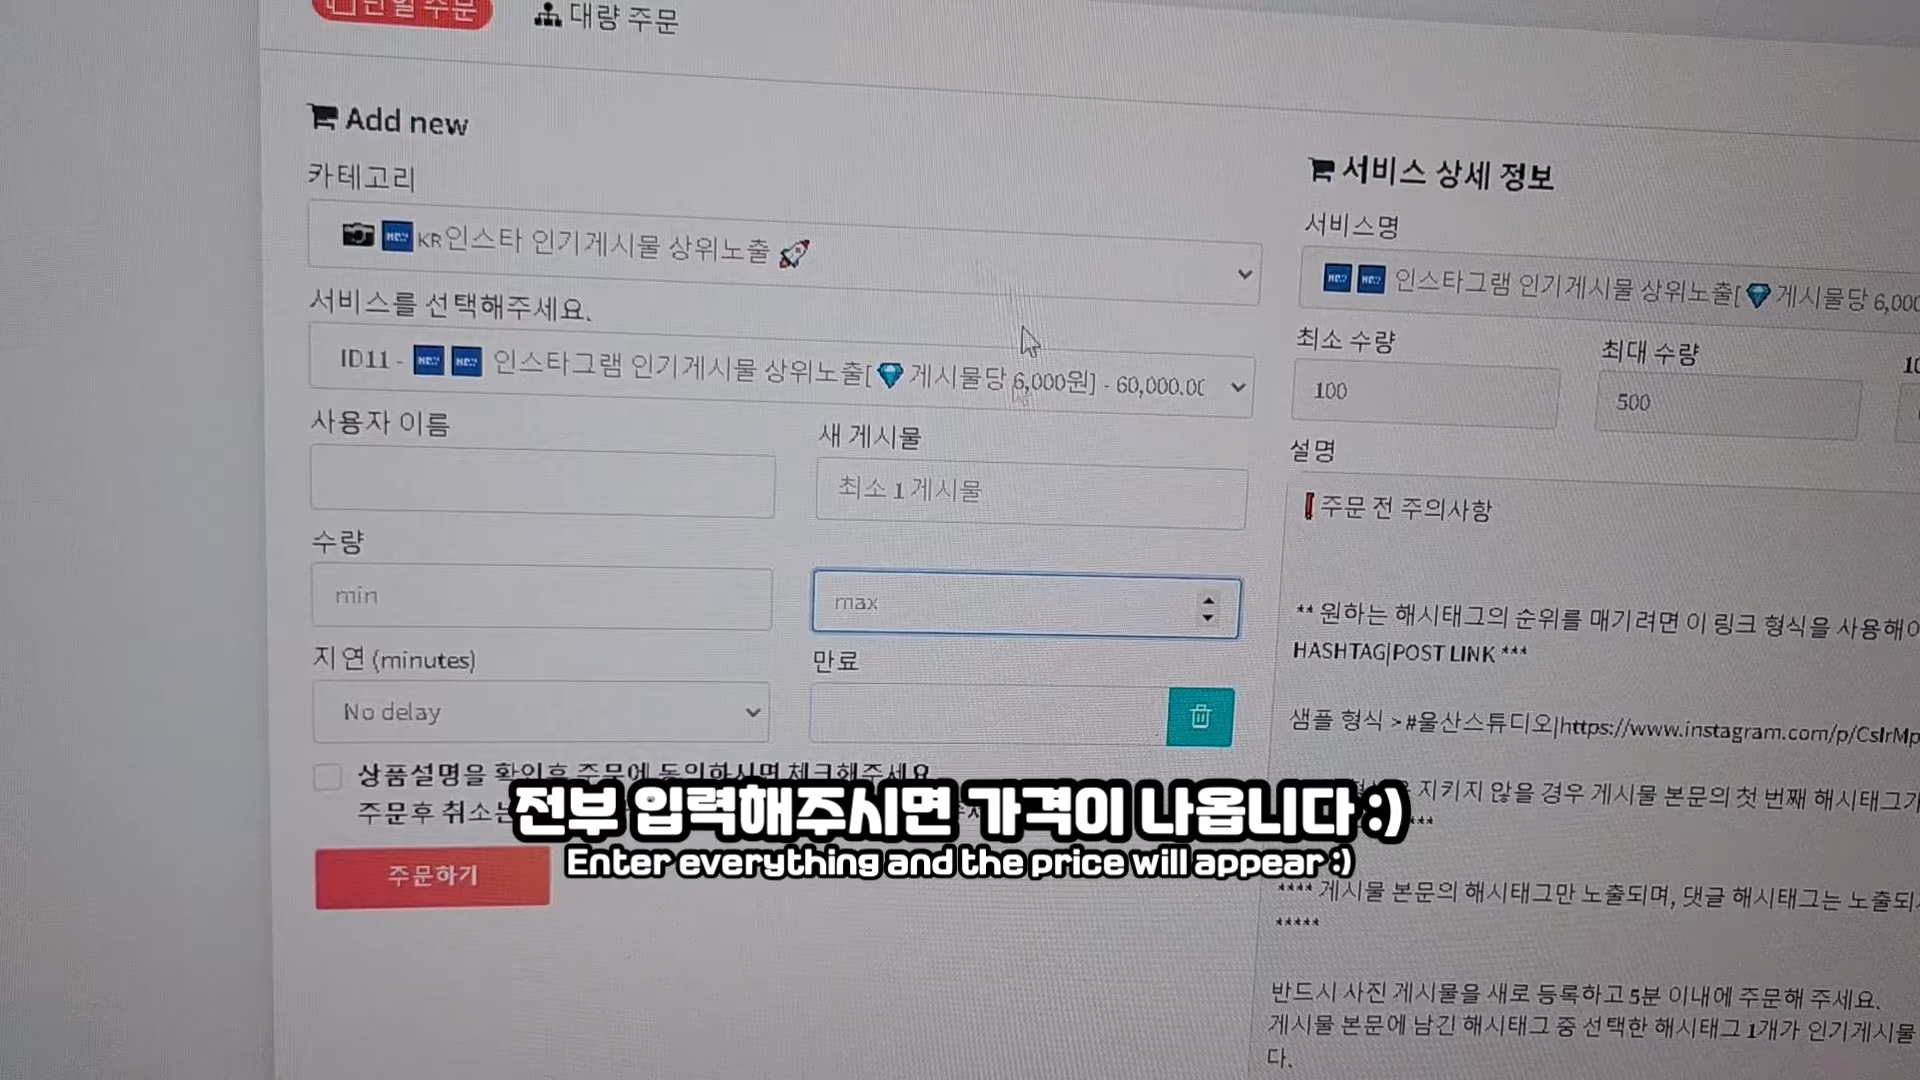 단일 주문
대량 주문
Add new
카테고리
KR인스타 인기게시물 상위노출
서비스를 선택해주세요.
ID11 - 인스타그램 인기게시물 상위노출[💎게시물당 6,000원] - 60,000.00
사용자 이름
새 게시물
최소 1 게시물
수량
min
max
지연 (minutes)
만료
No delay
상품설명을 확인후 주문에 동의하시면 체크해주세요
주문후 취소는
주문하기
서비스 상세 정보
서비스명
인스타그램 인기게시물 상위노출[💎게시물당 6,000
최소 수량
최대 수량
100
500
설명
❗주문 전 주의사항
** 원하는 해시태그의 순위를 매기려면 이 링크 형식을 사용해야
HASHTAG|POST LINK ***
샘플 형식 > #울산스튜디오|https://www.instagram.com/p/CsIrMp
지키지 않을 경우 게시물 본문의 첫 번째 해시태그가
***
**** 게시물 본문의 해시태그만 노출되며, 댓글 해시태그는 노출되지
*****
반드시 사진 게시물을 새로 등록하고 5분 이내에 주문해 주세요.
게시물 본문에 남긴 해시태그 중 선택한 해시태그 1개가 인기게시물
다.
전부 입력해주시면 가격이 나옵니다 :)
Enter everything and the price will appear :)